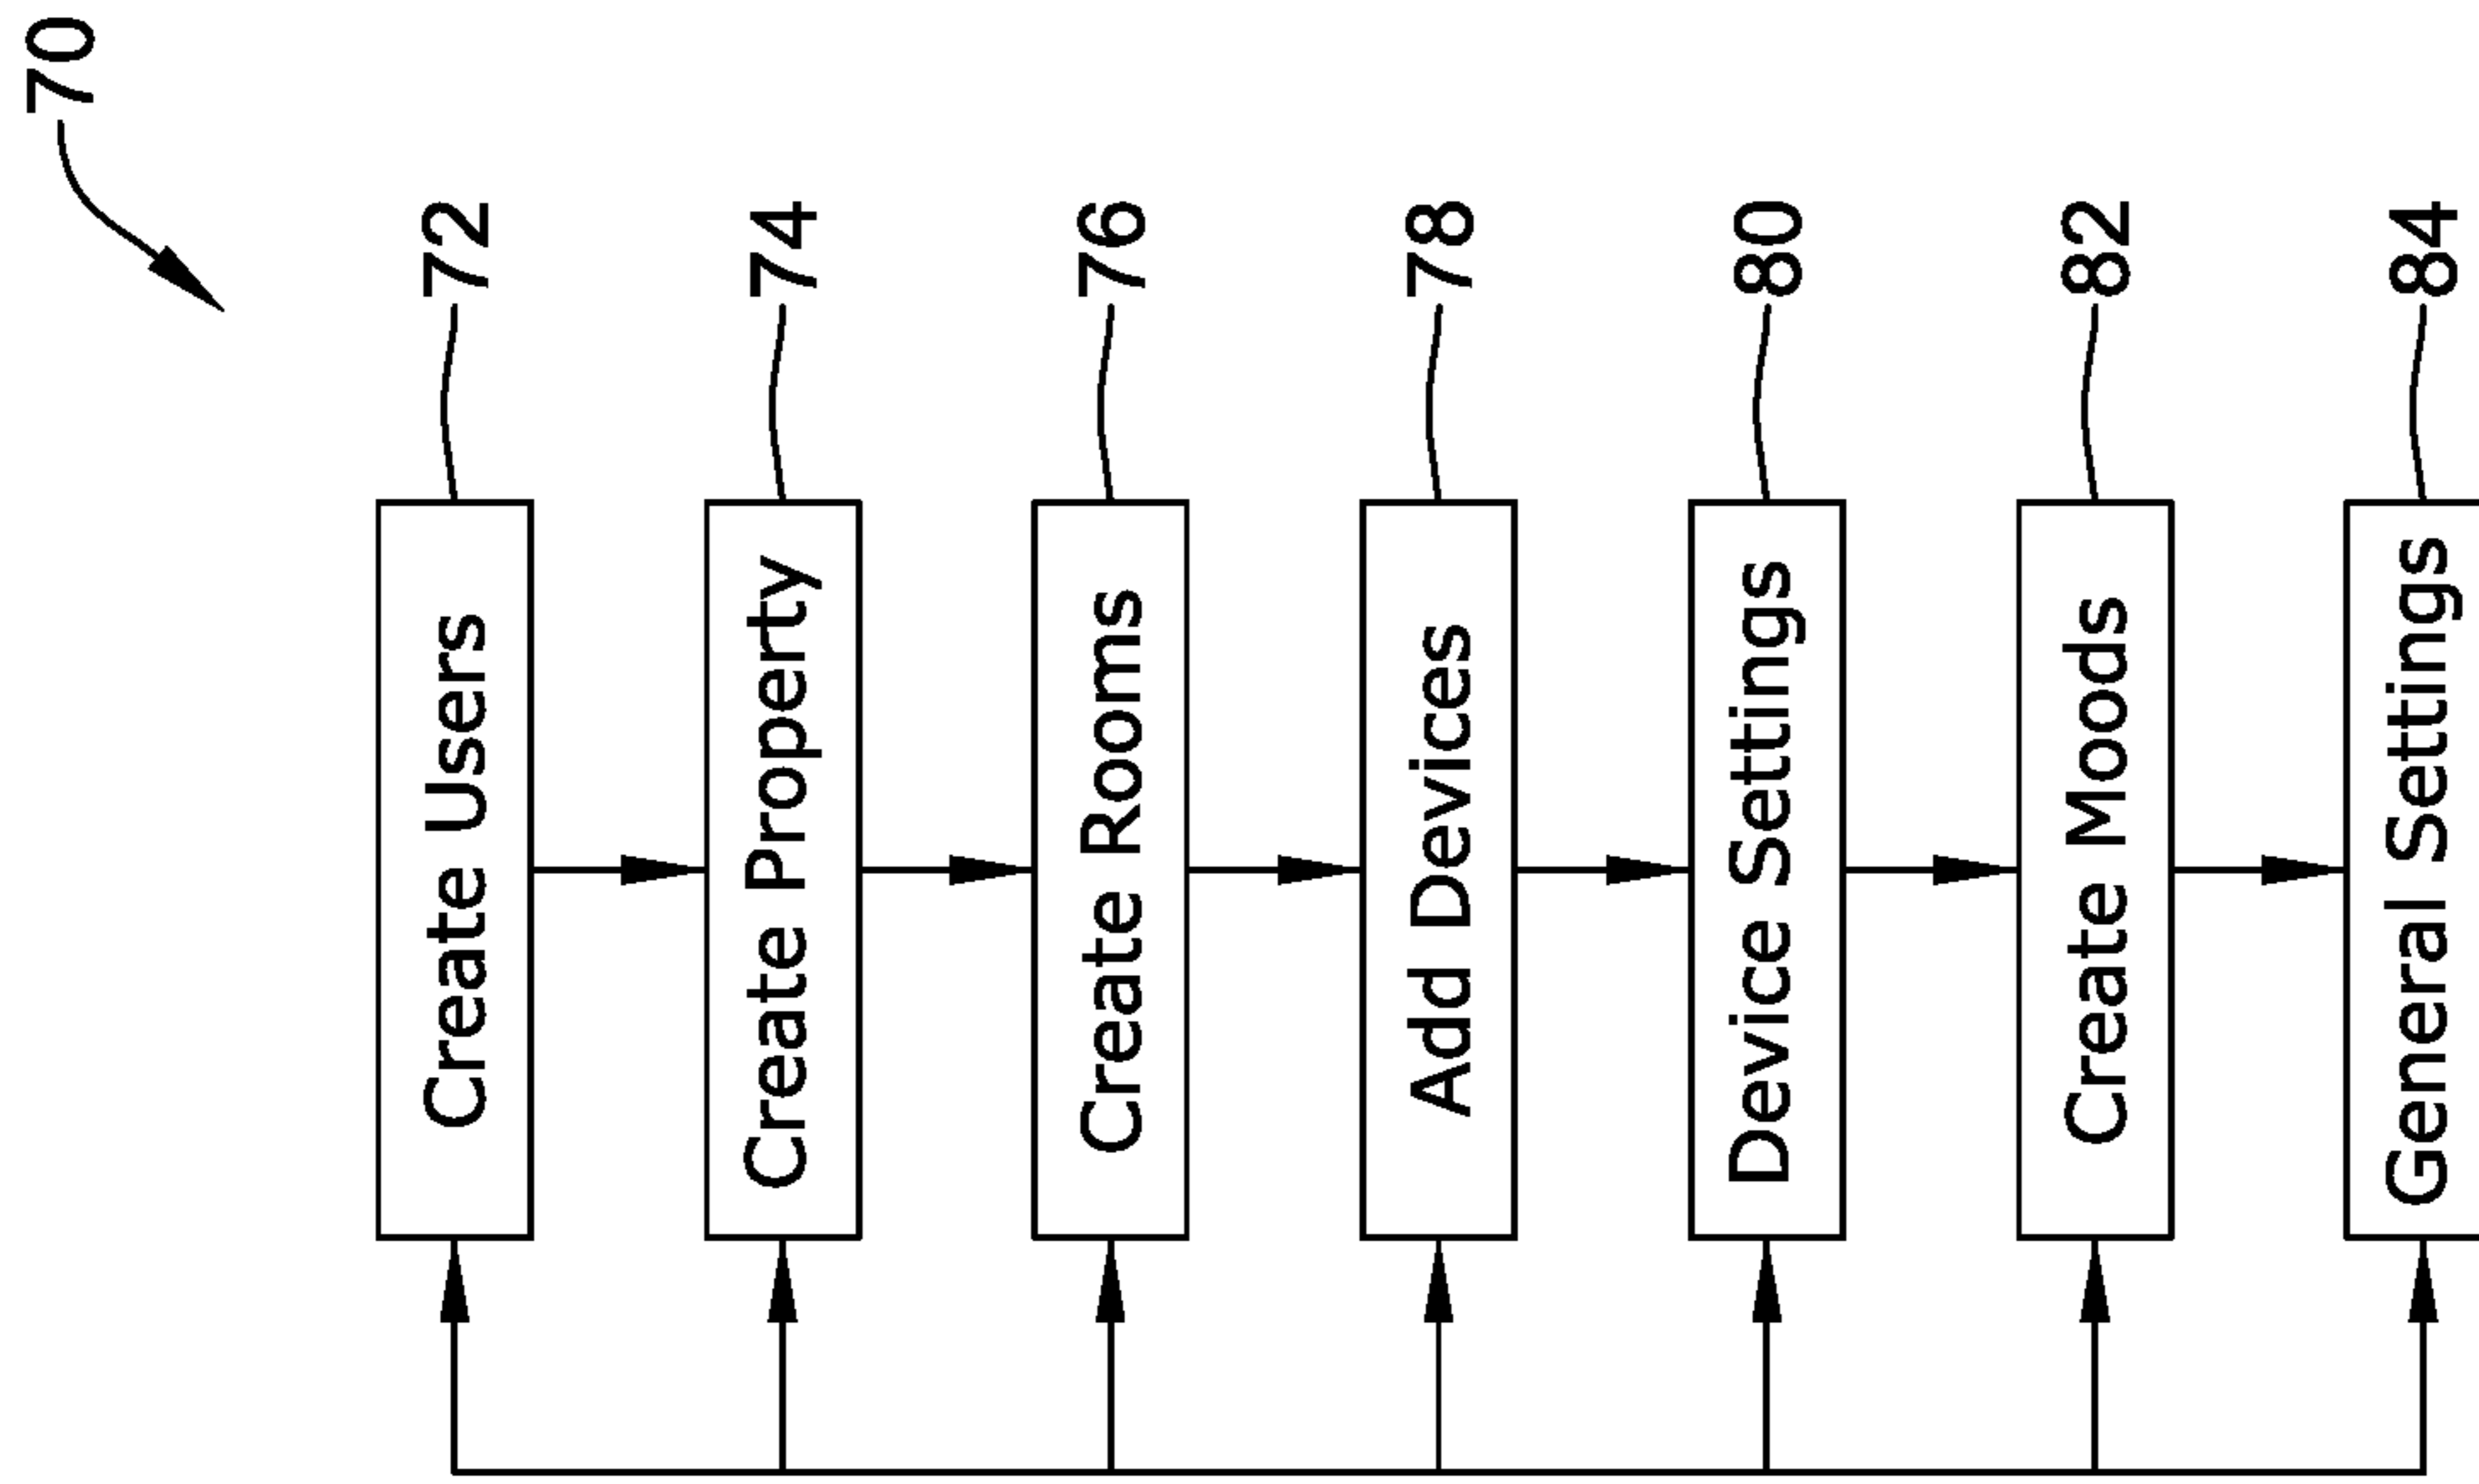 70
Create Users 72
Create Property 74
Create Rooms 76
Add Devices 78
Device Settings 80
Create Moods 82
General Settings 84